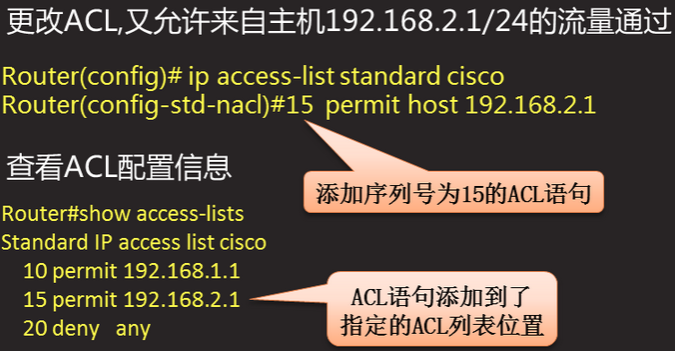 更改ACL,又允许来自主机192.168.2.1/24的流量通过
Router(config)# ip access-list standard cisco
Router(config-std-nacl)#15 permit host 192.168.2.1
添加序列号为15的ACL语句
查看ACL配置信息
Router#show access-lists
Standard IP access list cisco
10 permit 192.168.1.1
15 permit 192.168.2.1
20 deny any
ACL语句添加到了
指定的ACL列表位置